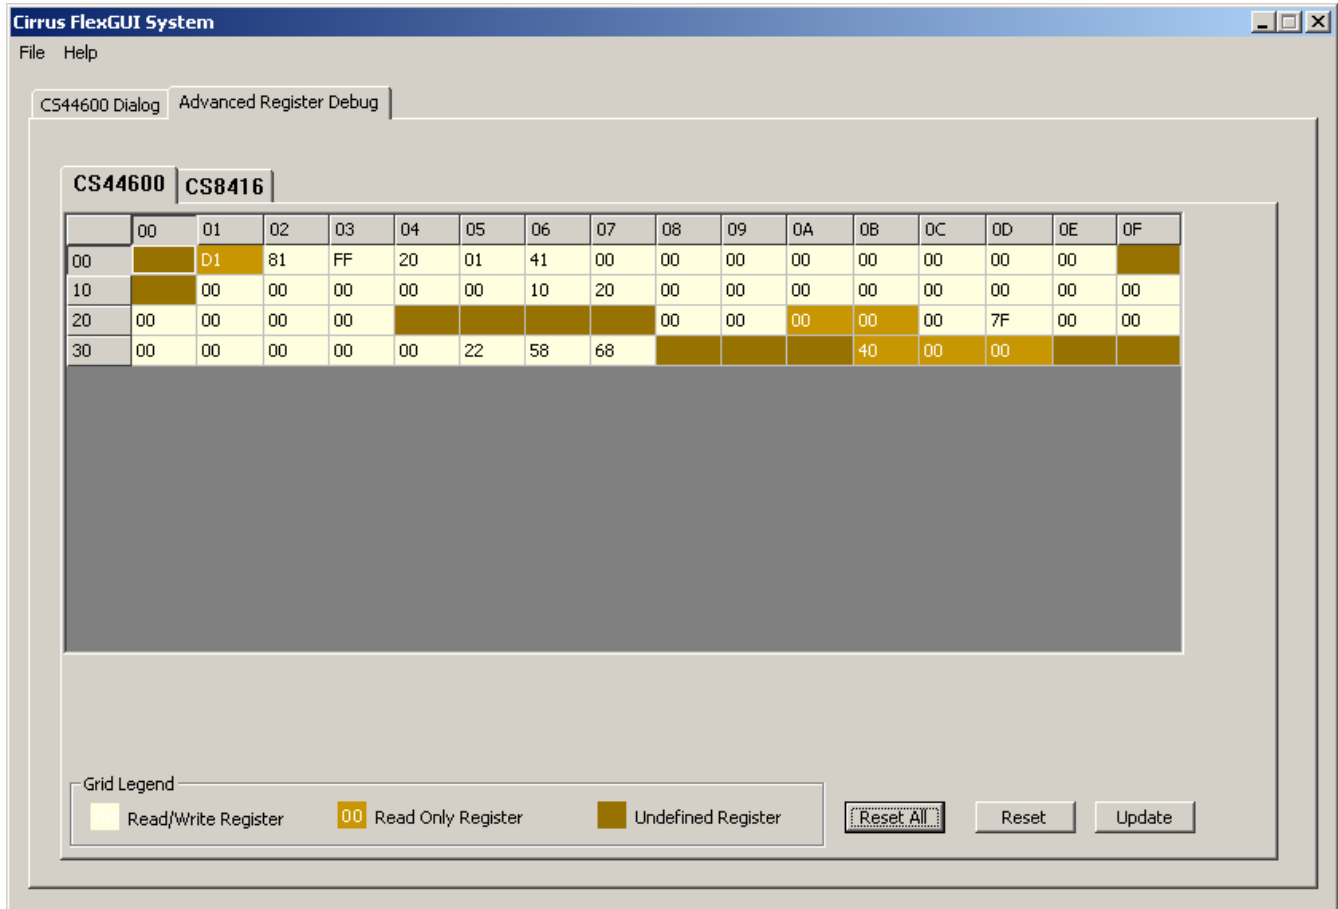 Cirrus FlexGUI System
File Help
CS44600 Dialog Advanced Register Debug
CS44600 CS8416
00 01 02 03 04 05 06 07 08 09 0A 0B 0C 0D 0E 0F
00 D1 81 FF 20 01 41 00 00 00 00 00 00 00 00
10 00 00 00 00 00 10 20 00 00 00 00 00 00 00 00
20 00 00 00 00 00 00 00 00 00 7F 00 00
30 00 00 00 00 00 22 58 68 40 00 00
Grid Legend
Read/Write Register 00 Read Only Register Undefined Register Reset All Reset Update